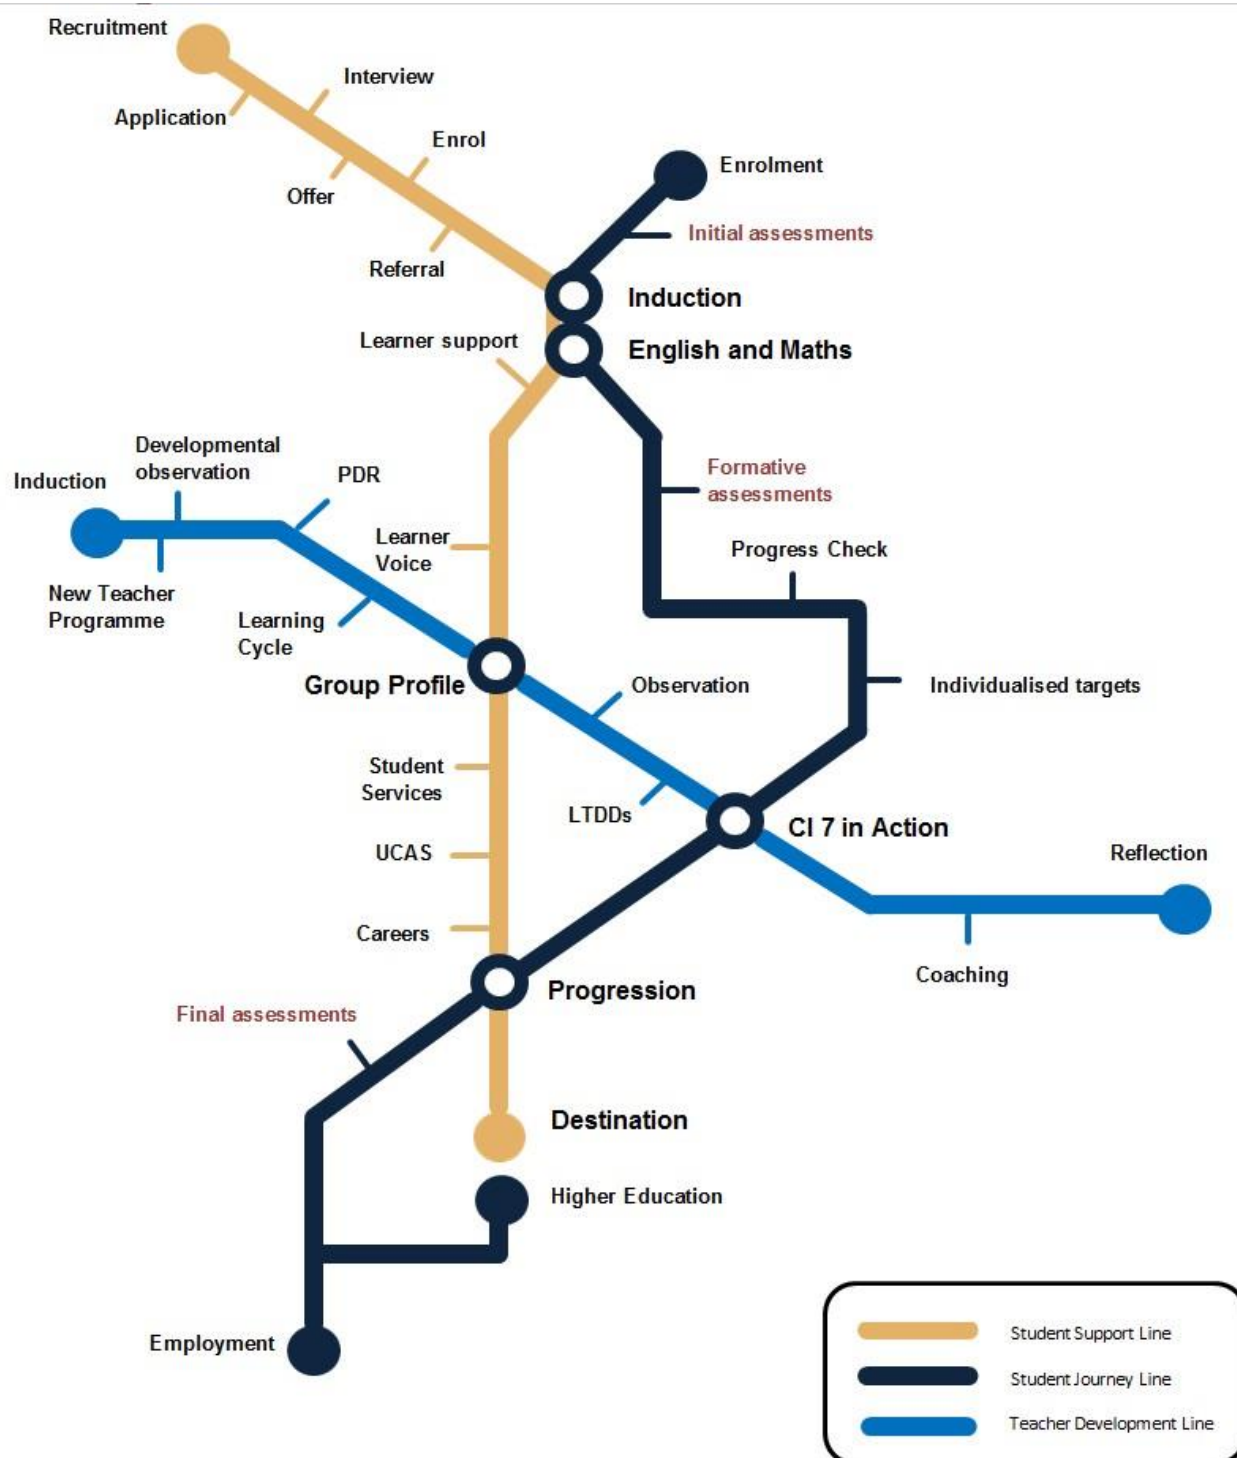 Recruitment
Interview
Application
Enrol
Enrolment
Offer
Initial assessments
Referral
Induction
Learner support
English and Maths
Developmental
observation
Induction
PDR
Formative
assessments
Learner
Voice
Progress Check
New Teacher
Programme
Learning
Cycle
Group Profile
Observation
Individualised targets
Student
Services
LTDDs
CI 7 in Action
UCAS
Reflection
Careers
Coaching
Progression
Final assessments
Destination
Higher Education
Employment
Student Support Line
Student Journey Line
Teacher Development Line